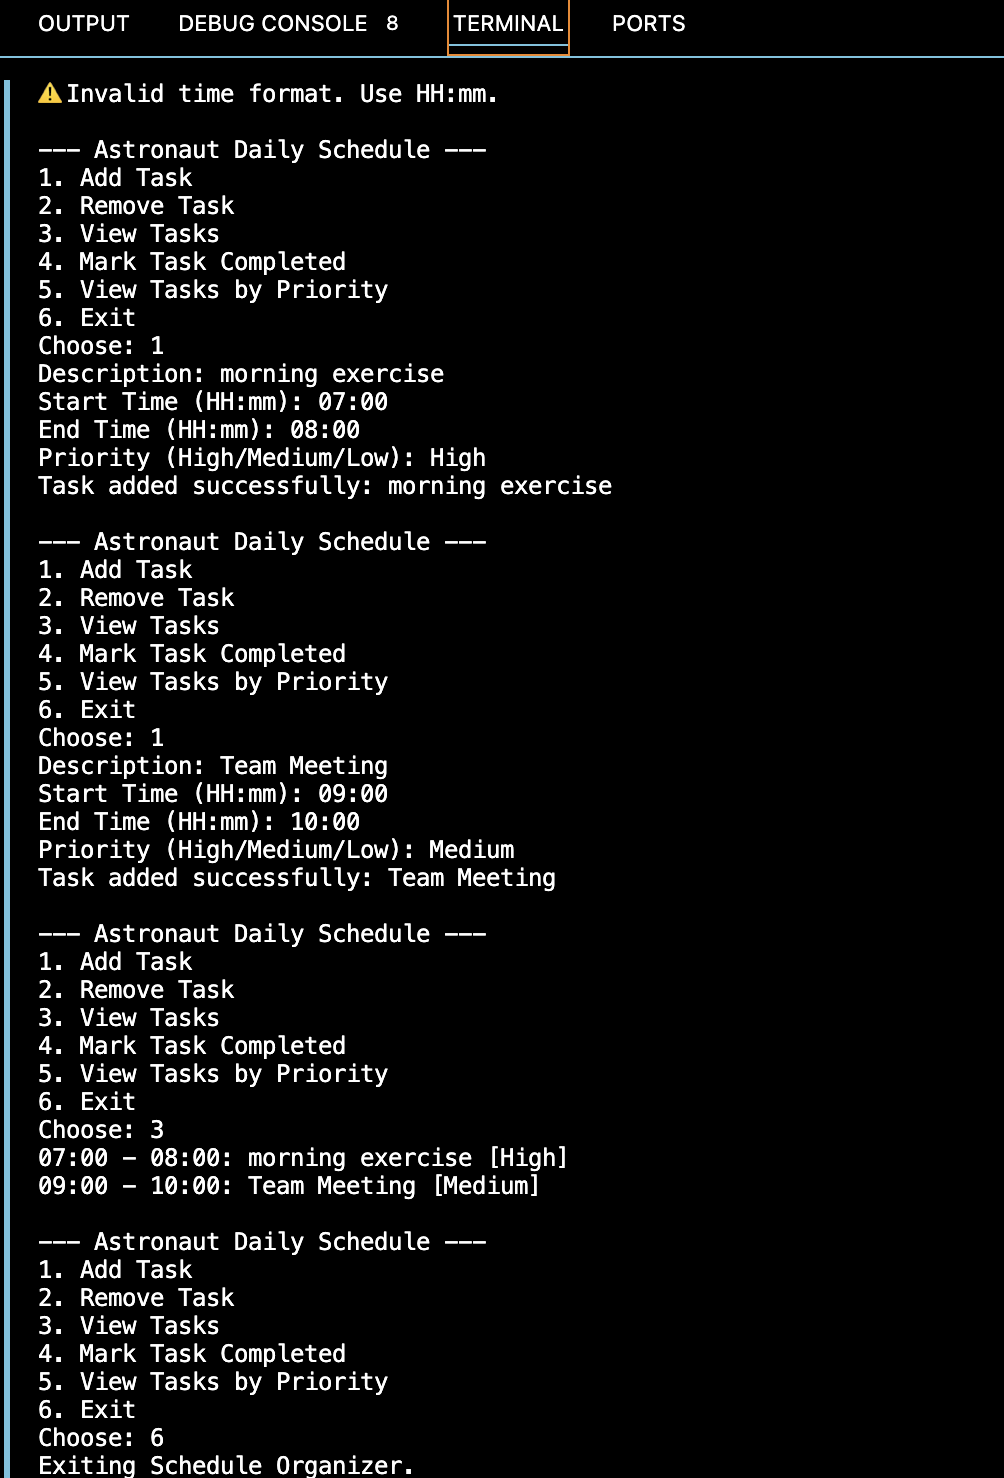 OUTPUT DEBUG CONSOLE 8 TERMINAL PORTS
⚠️Invalid time format. Use HH:mm.
--- Astronaut Daily Schedule ---
1. Add Task
2. Remove Task
3. View Tasks
4. Mark Task Completed
5. View Tasks by Priority
6. Exit
Choose: 1
Description: morning exercise
Start Time (HH:mm): 07:00
End Time (HH:mm): 08:00
Priority (High/Medium/Low): High
Task added successfully: morning exercise
--- Astronaut Daily Schedule ---
1. Add Task
2. Remove Task
3. View Tasks
4. Mark Task Completed
5. View Tasks by Priority
6. Exit
Choose: 1
Description: Team Meeting
Start Time (HH:mm): 09:00
End Time (HH:mm): 10:00
Priority (High/Medium/Low): Medium
Task added successfully: Team Meeting
--- Astronaut Daily Schedule ---
1. Add Task
2. Remove Task
3. View Tasks
4. Mark Task Completed
5. View Tasks by Priority
6. Exit
Choose: 3
07:00 - 08:00: morning exercise [High]
09:00 - 10:00: Team Meeting [Medium]
--- Astronaut Daily Schedule ---
1. Add Task
2. Remove Task
3. View Tasks
4. Mark Task Completed
5. View Tasks by Priority
6. Exit
Choose: 6
Exiting Schedule Organizer.